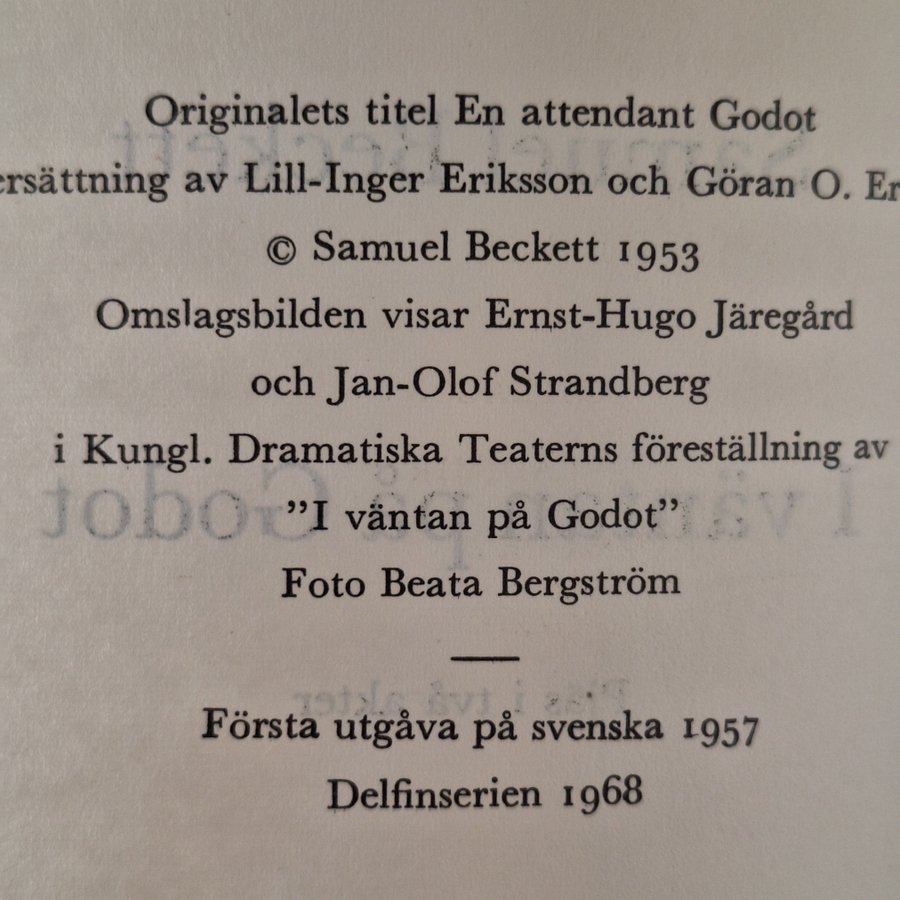 Originalets titel En attendant Godot
ersättning av Lill-Inger Eriksson och Göran O. Er
© Samuel Beckett 1953
Omslagsbilden visar Ernst-Hugo Järegård
och Jan-Olof Strandberg
i Kungl. Dramatiska Teaterns föreställning av
”I väntan på Godot”
Foto Beata Bergström
Första utgåva på svenska 1957
Delfinserien 1968